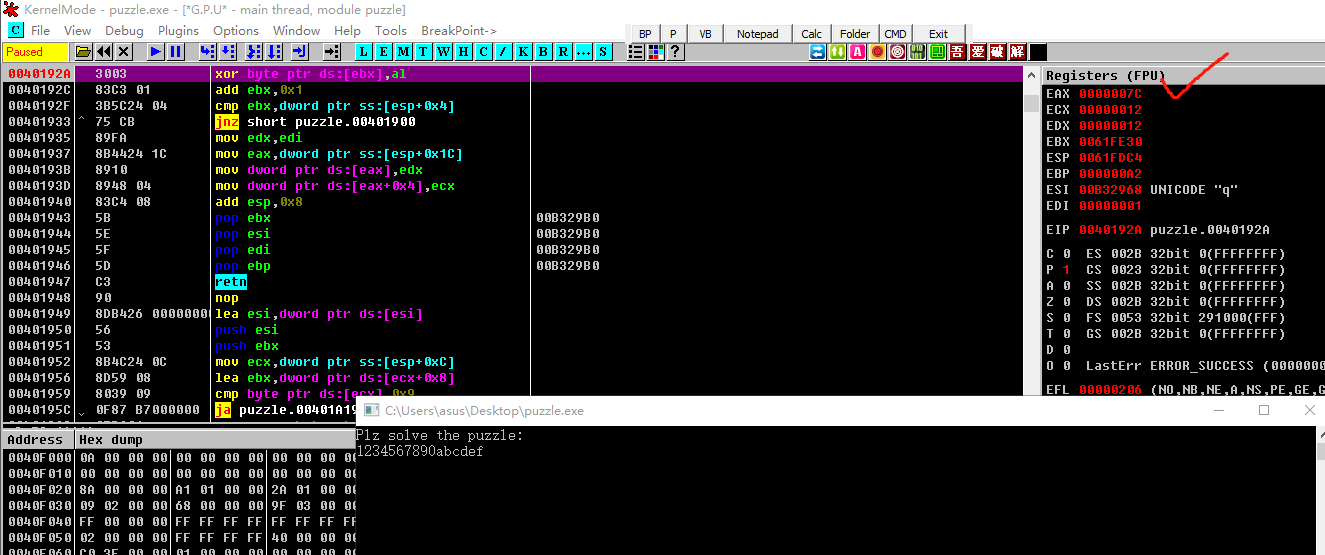 KernelMode - puzzle.exe - [*G.P.U* - main thread, module puzzle]
C File View Debug Plugins Options Window Help Tools BreakPoint->
BP P VB Notepad Calc Folder CMD Exit
Paused L E M T W H C / K B R ... S 吾 爱 破 解
0040192A 3003 xor byte ptr ds:[ebx],al
0040192C 83C3 01 add ebx,0x1
0040192F 3B5C24 04 cmp ebx,dword ptr ss:[esp+0x4]
00401933 ^ 75 CB jnz short puzzle.00401900
00401935 89FA mov edx,edi
00401937 8B4424 1C mov eax,dword ptr ss:[esp+0x1C]
0040193B 8910 mov dword ptr ds:[eax],edx
0040193D 8948 04 mov dword ptr ds:[eax+0x4],ecx
00401940 83C4 08 add esp,0x8
00401943 5B pop ebx 00B329B0
00401944 5E pop esi 00B329B0
00401945 5F pop edi 00B329B0
00401946 5D pop ebp 00B329B0
00401947 C3 retn
00401948 90 nop
00401949 8DB426 00000000 lea esi,dword ptr ds:[esi]
00401950 56 push esi
00401951 53 push ebx
00401952 8B4C24 0C mov ecx,dword ptr ss:[esp+0xC]
00401956 8D59 08 lea ebx,dword ptr ds:[ecx+0x8]
00401959 8039 09 cmp byte ptr ds:[ecx],0x9
0040195C 0F87 B7000000 ja puzzle.00401A19
Registers (FPU)
EAX 0000007C
ECX 00000012
EDX 00000012
EBX 0061FE30
ESP 0061FDC4
EBP 000000A2
ESI 00B32968 UNICODE "q"
EDI 00000001
EIP 0040192A puzzle.0040192A
C 0 ES 002B 32bit 0(FFFFFFFF)
P 1 CS 0023 32bit 0(FFFFFFFF)
A 0 SS 002B 32bit 0(FFFFFFFF)
Z 0 DS 002B 32bit 0(FFFFFFFF)
S 0 FS 0053 32bit 291000(FFF)
T 0 GS 002B 32bit 0(FFFFFFFF)
D 0
O 0 LastErr ERROR_SUCCESS (0000000
EFL 00000206 (NO,NB,NE,A,NS,PE,GE,G
C:\Users\asus\Desktop\puzzle.exe
Plz solve the puzzle:
1234567890abcdef
Address Hex dump
0040F000 0A 00 00 00 00 00 00 00 00 00 00 00 00
0040F010 00 00 00 00 00 00 00 00 00 00 00 00 00
0040F020 8A 00 00 00 A1 01 00 00 2A 01 00 00
0040F030 09 02 00 00 68 00 00 00 9F 03 00 00
0040F040 FF 00 00 00 FF FF FF FF FF FF FF FF FF
0040F050 02 00 00 00 FF FF FF FF 40 00 00 00